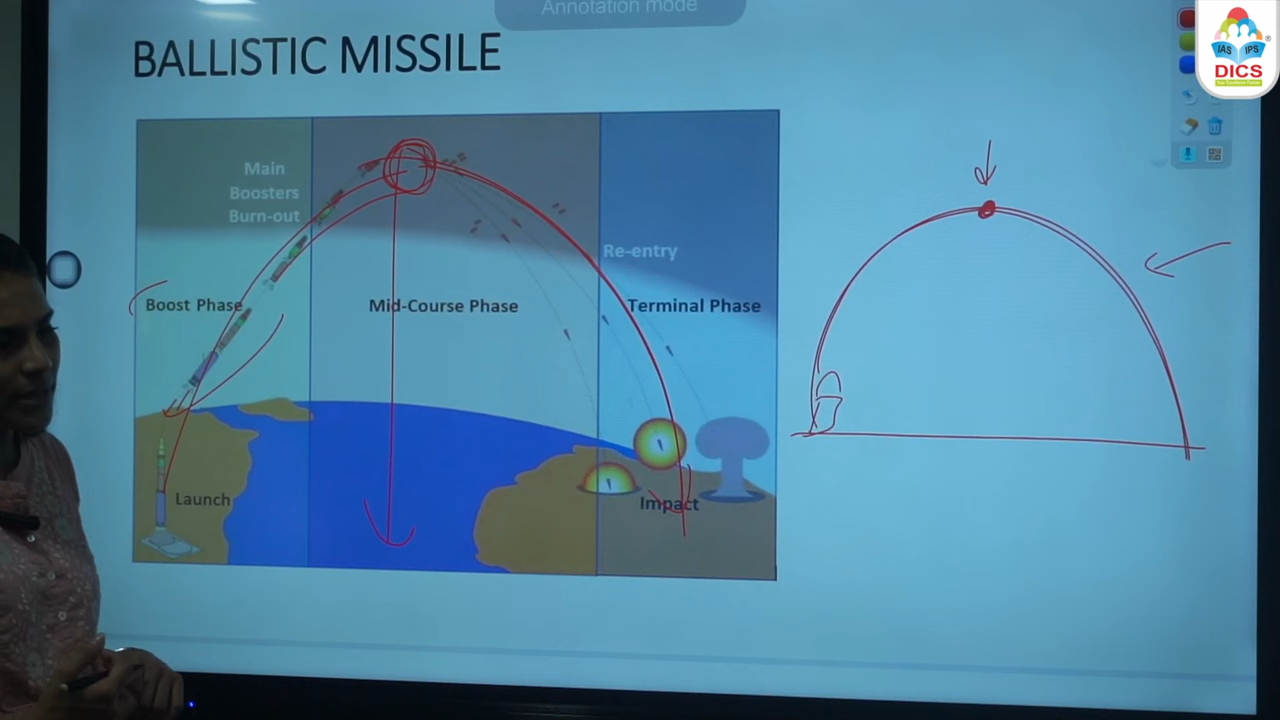 Annotation mode
BALLISTIC MISSILE
Main
Boosters
Burn-out
Re-entry
Boost Phase
Mid-Course Phase
Terminal Phase
Launch
Impact
IAS IPS
DICS